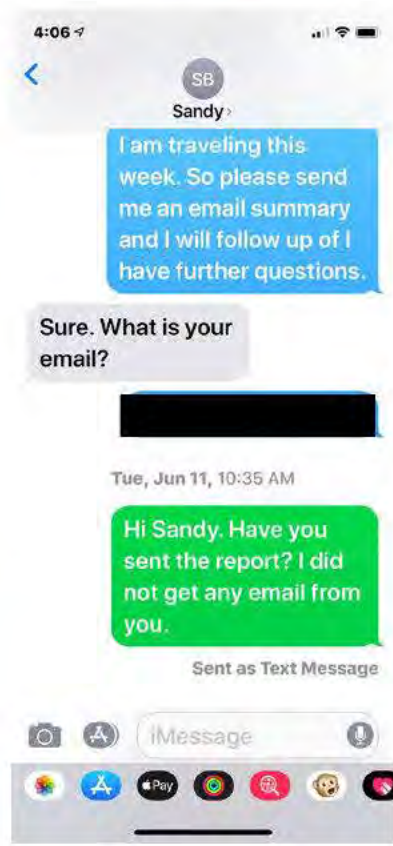 4:06
SB
Sandy
I am traveling this
week. So please send
me an email summary
and I will follow up of I
have further questions.
Sure. What is your
email?
Tue, Jun 11, 10:35 AM
Hi Sandy. Have you
sent the report? I did
not get any email from
you.
Sent as Text Message
iMessage
Pay